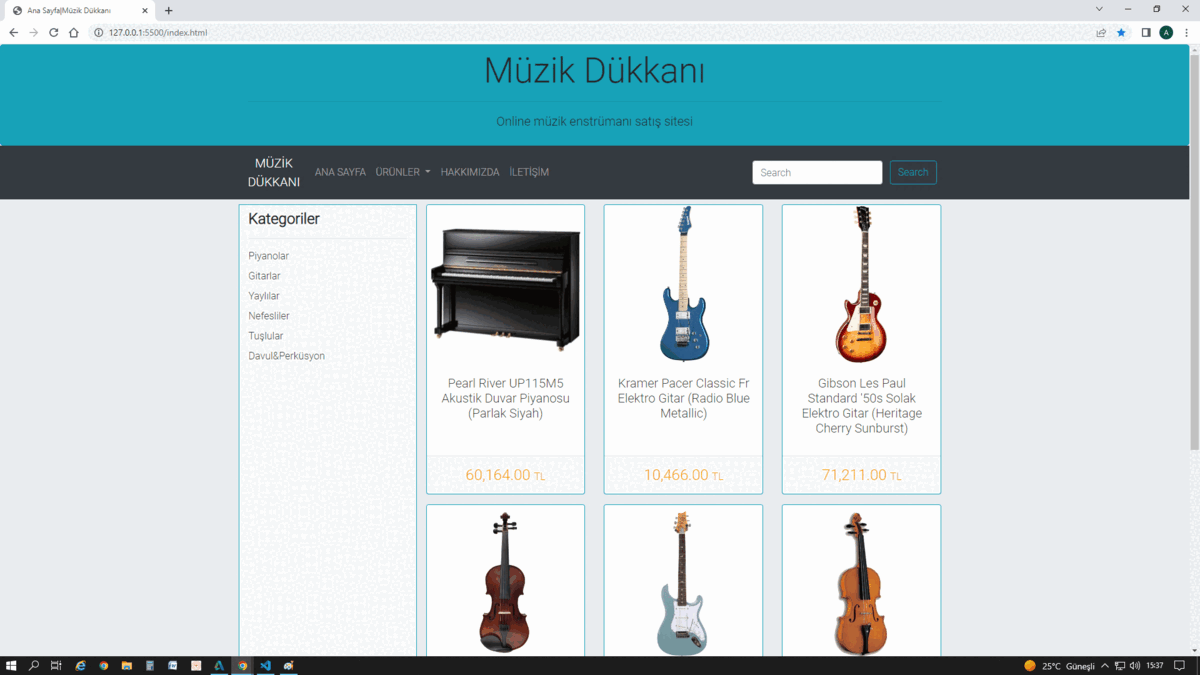 Ana Sayfa|Müzik Dükkanı
127.0.0.1:5500/index.html
A
Müzik Dükkanı
Online müzik enstrümanı satış sitesi
MÜZİK
DÜKKANI
ANA SAYFA ÜRÜNLER HAKKIMIZDA İLETİŞİM
Search Search
Kategoriler
Piyanolar
Gitarlar
Yaylılar
Nefesliler
Tuşlular
Davul&Perküsyon
Pearl River UP115M5
Akustik Duvar Piyanosu
(Parlak Siyah)
60,164.00 TL
Kramer Pacer Classic Fr
Elektro Gitar (Radio Blue
Metallic)
10,466.00 TL
Gibson Les Paul
Standard '50s Solak
Elektro Gitar (Heritage
Cherry Sunburst)
71,211.00 TL
25°C Güneşli
15:37